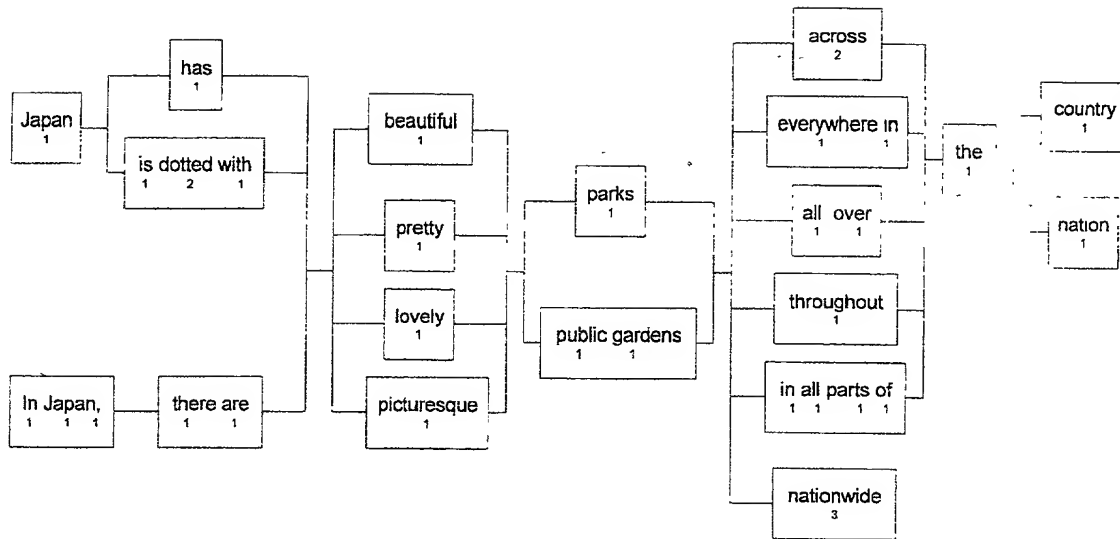 Japan
1
has
1
is dotted with
1 2 1
In Japan,
1 1 1
there are
1 1
beautiful
1
pretty
1
lovely
1
picturesque
1
parks
1
public gardens
1 1
across
2
everywhere in
1 1
all over
1 1
throughout
1
in all parts of
1 1 1 1
nationwide
3
the
1
country
1
nation
1